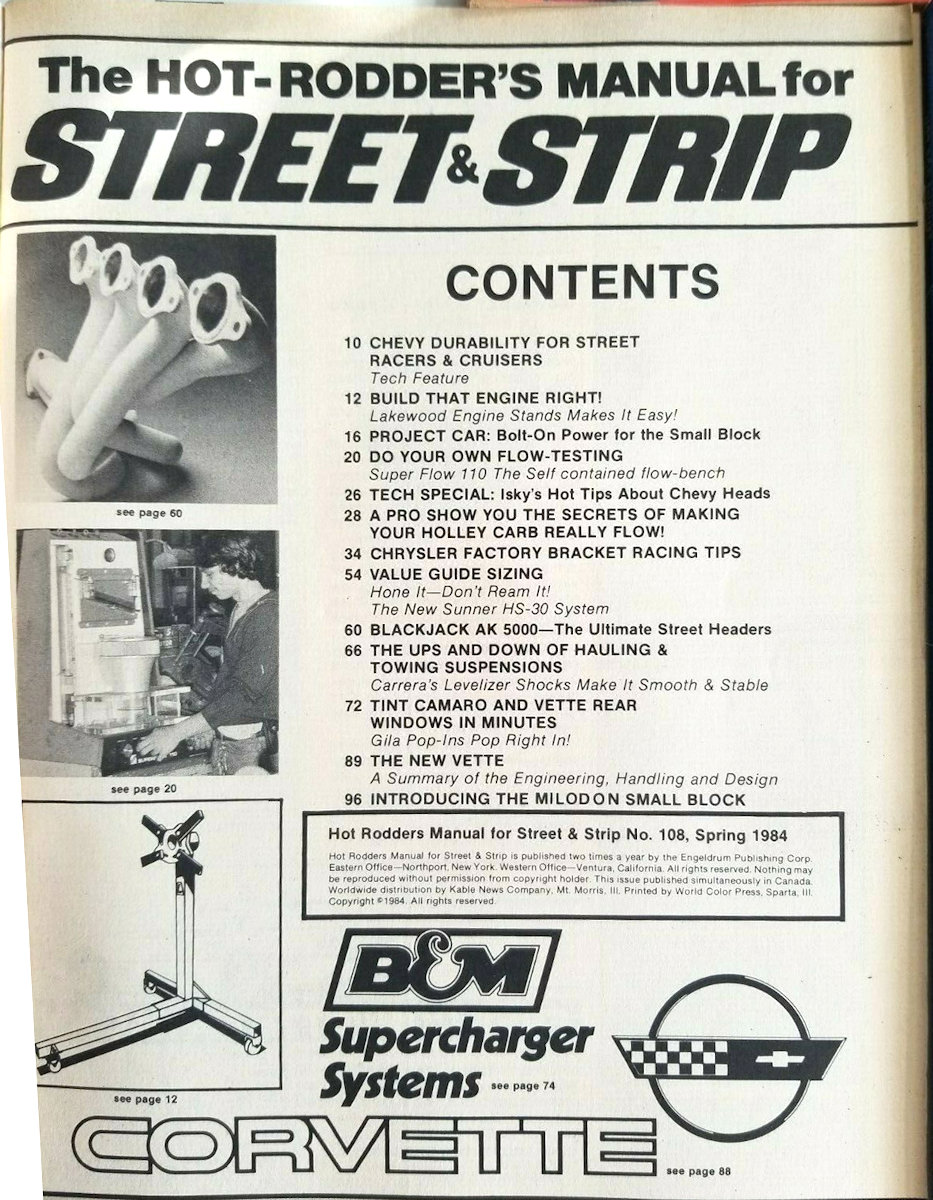 The HOT-RODDER'S MANUAL for
STREET & STRIP
CONTENTS
10 CHEVY DURABILITY FOR STREET
RACERS & CRUISERS
Tech Feature
12 BUILD THAT ENGINE RIGHT!
Lakewood Engine Stands Makes It Easy!
16 PROJECT CAR: Bolt-On Power for the Small Block
20 DO YOUR OWN FLOW-TESTING
Super Flow 110 The Self contained flow-bench
26 TECH SPECIAL: Isky's Hot Tips About Chevy Heads
28 A PRO SHOW YOU THE SECRETS OF MAKING
YOUR HOLLEY CARB REALLY FLOW!
34 CHRYSLER FACTORY BRACKET RACING TIPS
54 VALUE GUIDE SIZING
Hone It—Don't Ream It!
The New Sunner HS-30 System
60 BLACKJACK AK 5000—The Ultimate Street Headers
66 THE UPS AND DOWN OF HAULING &
TOWING SUSPENSIONS
Carrera's Levelizer Shocks Make It Smooth & Stable
72 TINT CAMARO AND VETTE REAR
WINDOWS IN MINUTES
Gila Pop-Ins Pop Right In!
89 THE NEW VETTE
A Summary of the Engineering, Handling and Design
96 INTRODUCING THE MILODON SMALL BLOCK
see page 60
see page 20
see page 12
Hot Rodders Manual for Street & Strip No. 108, Spring 1984
Hot Rodders Manual for Street & Strip is published two times a year by the Engeldrum Publishing Corp.
Eastern Office—Northport, New York. Western Office—Ventura, California. All rights reserved. Nothing may
be reproduced without permission from copyright holder. This issue published simultaneously in Canada.
Worldwide distribution by Kable News Company, Mt. Morris, Ill. Printed by World Color Press, Sparta, Ill.
Copyright ©1984. All rights reserved.
B&M
Supercharger
Systems see page 74
CORVETTE see page 88